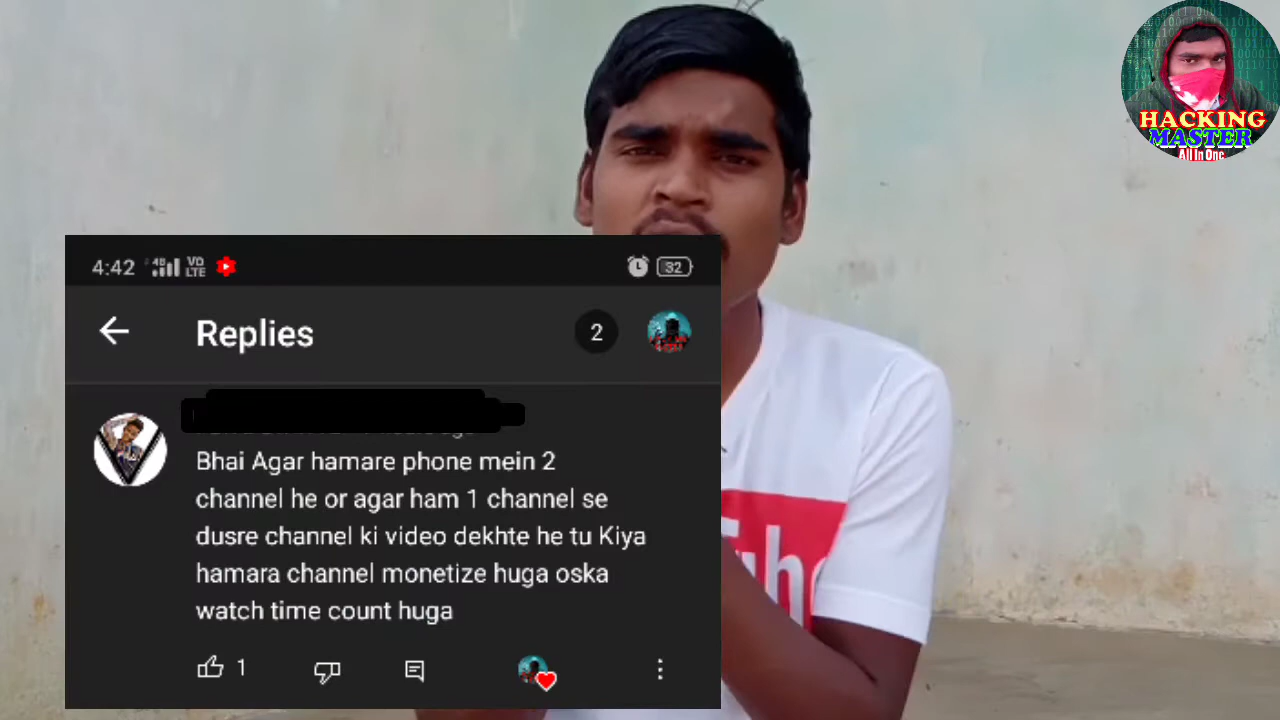 HACKING
MASTER
All In One
4:42 VO LTE 32
Replies 2
Bhai Agar hamare phone mein 2
channel he or agar ham 1 channel se
dusre channel ki video dekhte he tu Kiya
hamara channel monetize huga oska
watch time count huga
1